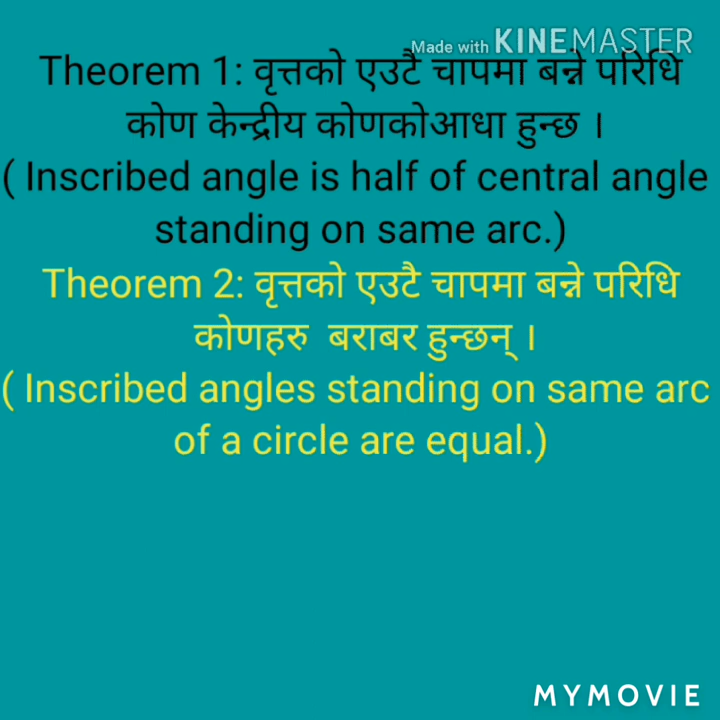 Made with KINEMASTER
Theorem 1: वृत्तको एउटै चापमा बन्ने परिधि
कोण केन्द्रीय कोणकोआधा हुन्छ ।
( Inscribed angle is half of central angle
standing on same arc.)
Theorem 2: वृत्तको एउटै चापमा बन्ने परिधि
कोणहरु बराबर हुन्छन् ।
( Inscribed angles standing on same arc
of a circle are equal.)
MYMOVIE